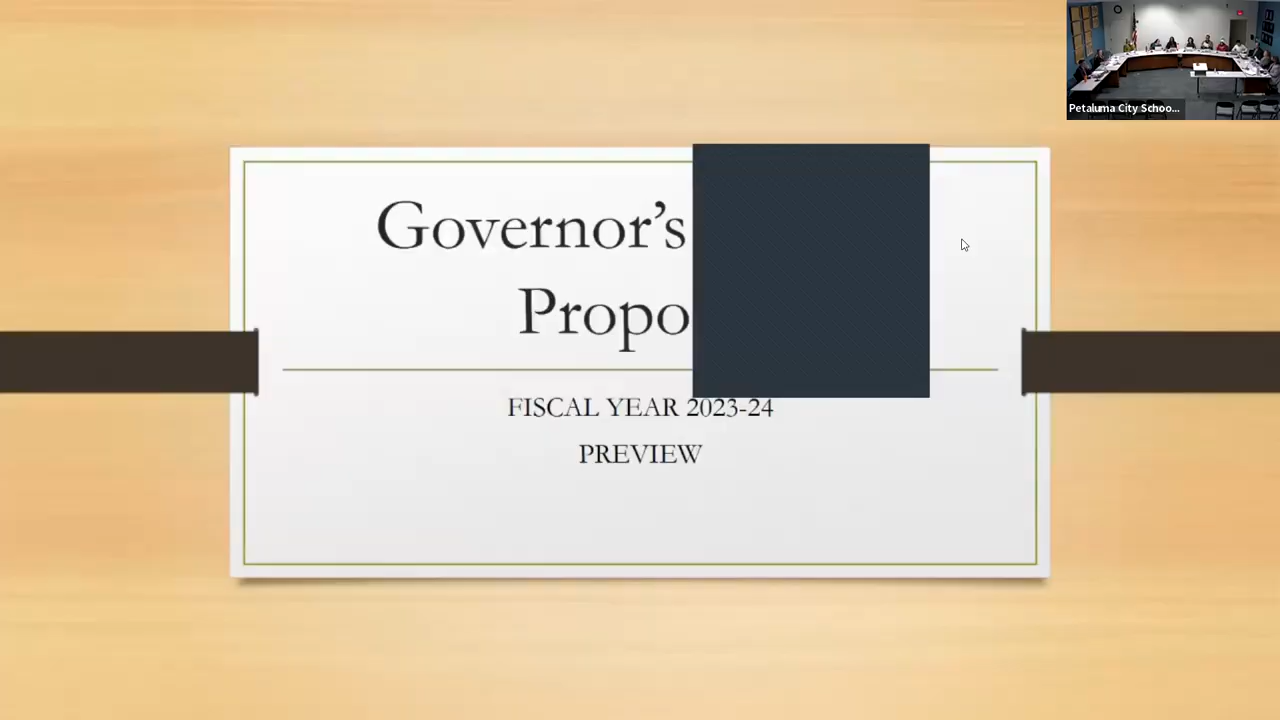 Petaluma City Schoo...
Governor's
Propo
FISCAL YEAR 2023-24
PREVIEW